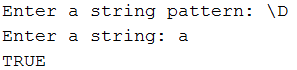 Enter a string pattern: \D
Enter a string: a
TRUE